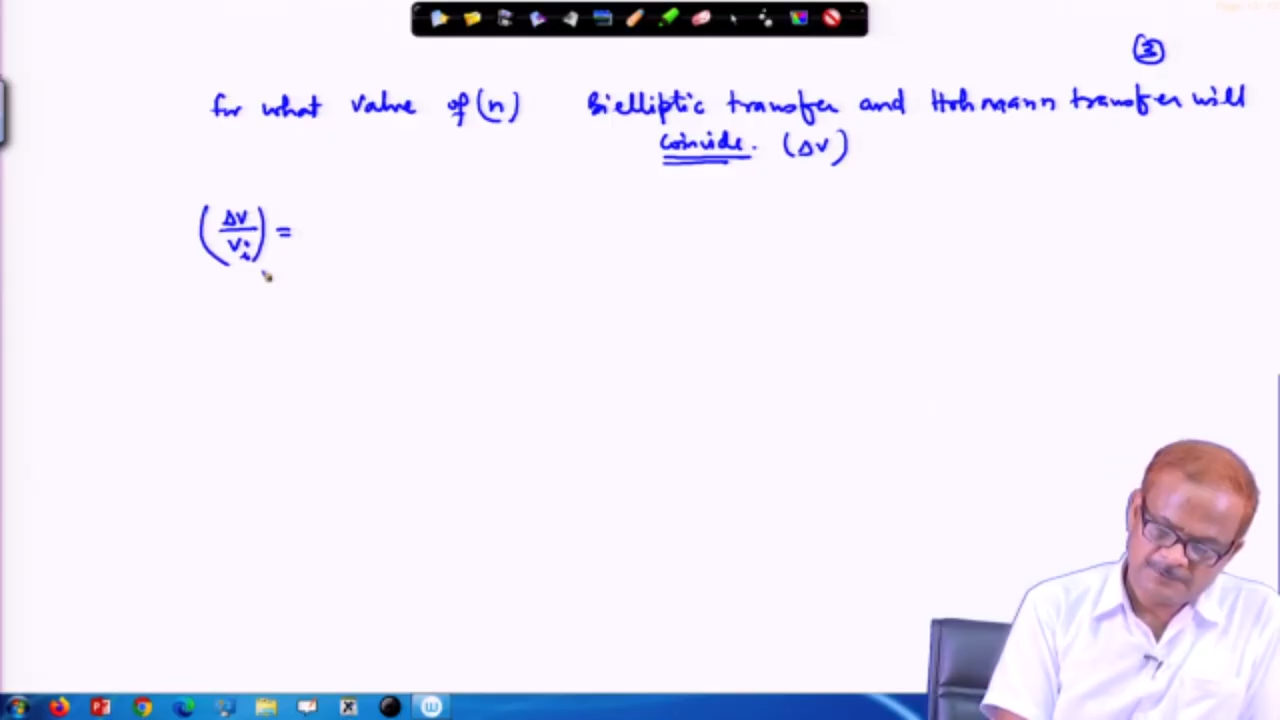 ③
for what value of (n) Bielliptic transfer and Hohmann transfer will
coincide. (ΔV)
(ΔV/Vi) =